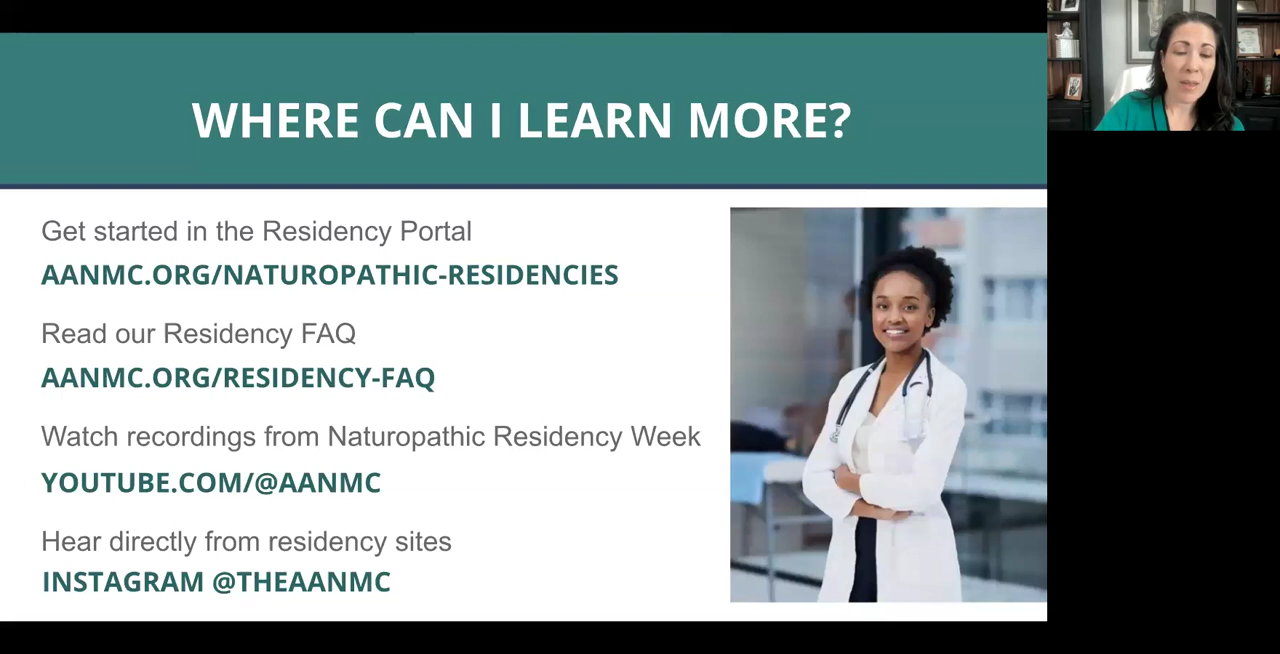 WHERE CAN I LEARN MORE?
Get started in the Residency Portal
AANMC.ORG/NATUROPATHIC-RESIDENCIES
Read our Residency FAQ
AANMC.ORG/RESIDENCY-FAQ
Watch recordings from Naturopathic Residency Week
YOUTUBE.COM/@AANMC
Hear directly from residency sites
INSTAGRAM @THEAANMC